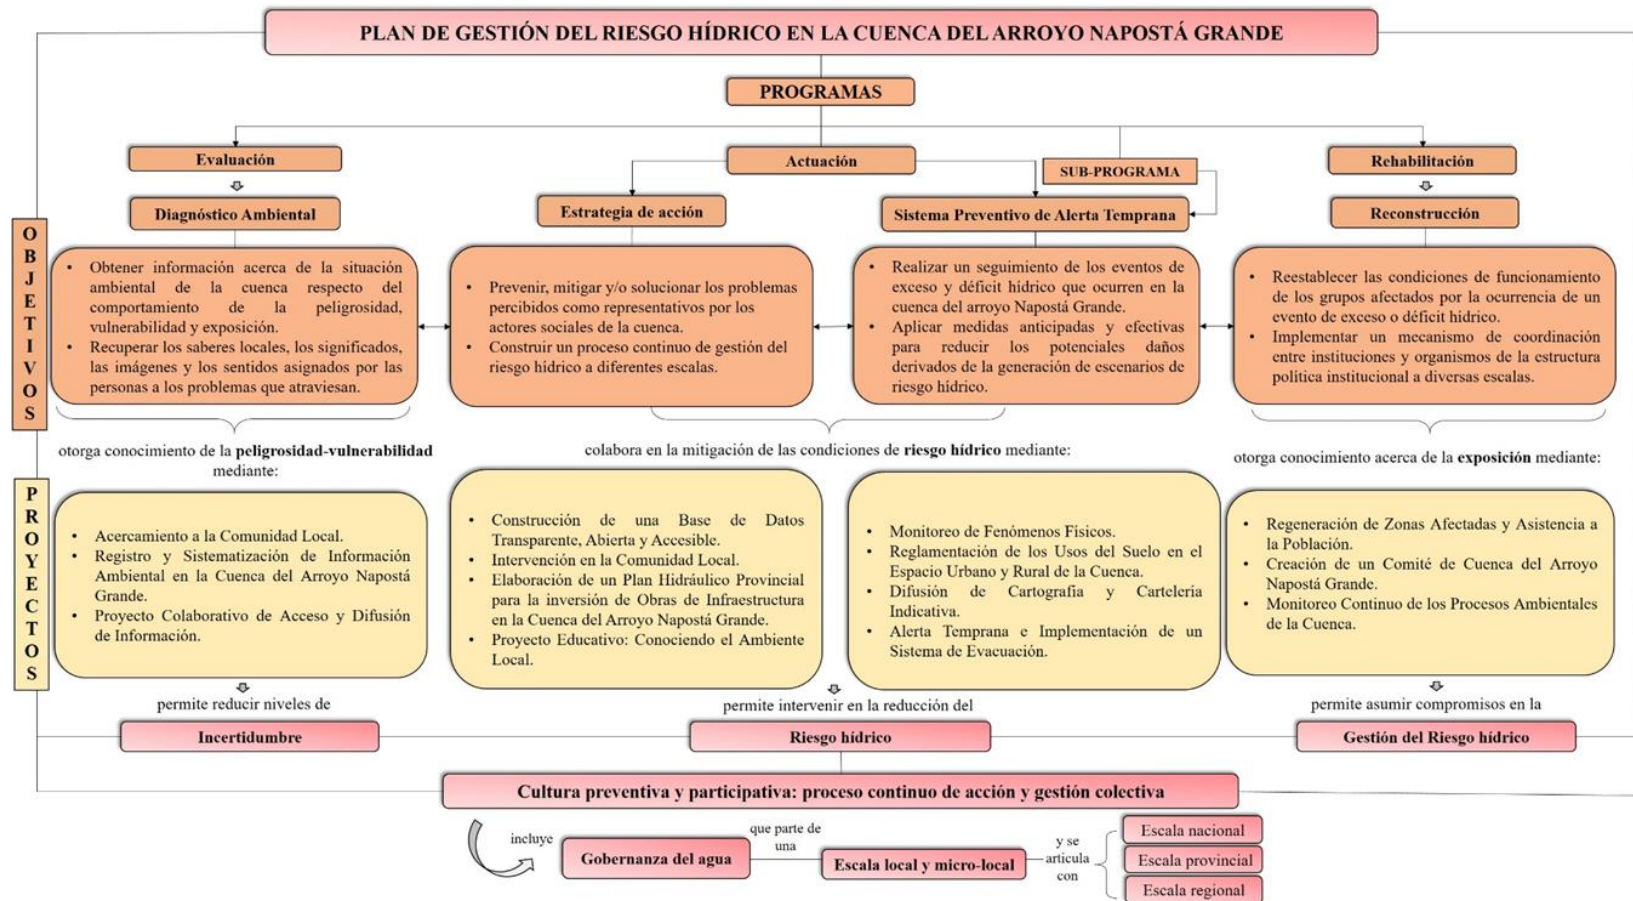 PLAN DE GESTIÓN DEL RIESGO HÍDRICO EN LA CUENCA DEL ARROYO NAPOSTÁ GRANDE
PROGRAMAS
Evaluación
Actuación
SUB-PROGRAMA
Rehabilitación
Diagnóstico Ambiental
Estrategia de acción
Sistema Preventivo de Alerta Temprana
Reconstrucción
OBJETIVOS
• Obtener información acerca de la situación
ambiental de la cuenca respecto del
comportamiento de la peligrosidad,
vulnerabilidad y exposición.
• Recuperar los saberes locales, los significados,
las imágenes y los sentidos asignados por las
personas a los problemas que atraviesan.
• Prevenir, mitigar y/o solucionar los problemas
percibidos como representativos por los
actores sociales de la cuenca.
• Construir un proceso continuo de gestión del
riesgo hídrico a diferentes escalas.
• Realizar un seguimiento de los eventos de
exceso y déficit hídrico que ocurren en la
cuenca del arroyo Napostá Grande.
• Aplicar medidas anticipadas y efectivas
para reducir los potenciales daños
derivados de la generación de escenarios de
riesgo hídrico.
• Reestablecer las condiciones de funcionamiento
de los grupos afectados por la ocurrencia de un
evento de exceso o déficit hídrico.
• Implementar un mecanismo de coordinación
entre instituciones y organismos de la estructura
política institucional a diversas escalas.
otorga conocimiento de la peligrosidad-vulnerabilidad
mediante:
colabora en la mitigación de las condiciones de riesgo hídrico mediante:
otorga conocimiento acerca de la exposición mediante:
PROYECTOS
• Acercamiento a la Comunidad Local.
• Registro y Sistematización de Información
Ambiental en la Cuenca del Arroyo Napostá
Grande.
• Proyecto Colaborativo de Acceso y Difusión
de Información.
• Construcción de una Base de Datos
Transparente, Abierta y Accesible.
• Intervención en la Comunidad Local.
• Elaboración de un Plan Hidráulico Provincial
para la inversión de Obras de Infraestructura
en la Cuenca del Arroyo Napostá Grande.
• Proyecto Educativo: Conociendo el Ambiente
Local.
• Monitoreo de Fenómenos Físicos.
• Reglamentación de los Usos del Suelo en el
Espacio Urbano y Rural de la Cuenca.
• Difusión de Cartografía y Cartelería
Indicativa.
• Alerta Temprana e Implementación de un
Sistema de Evacuación.
• Regeneración de Zonas Afectadas y Asistencia a
la Población.
• Creación de un Comité de Cuenca del Arroyo
Napostá Grande.
• Monitoreo Continuo de los Procesos Ambientales
de la Cuenca.
permite reducir niveles de
permite intervenir en la reducción del
permite asumir compromisos en la
Incertidumbre
Riesgo hídrico
Gestión del Riesgo hídrico
Cultura preventiva y participativa: proceso continuo de acción y gestión colectiva
incluye
Gobernanza del agua
que parte de
una
Escala local y micro-local
y se
articula
con
Escala nacional
Escala provincial
Escala regional